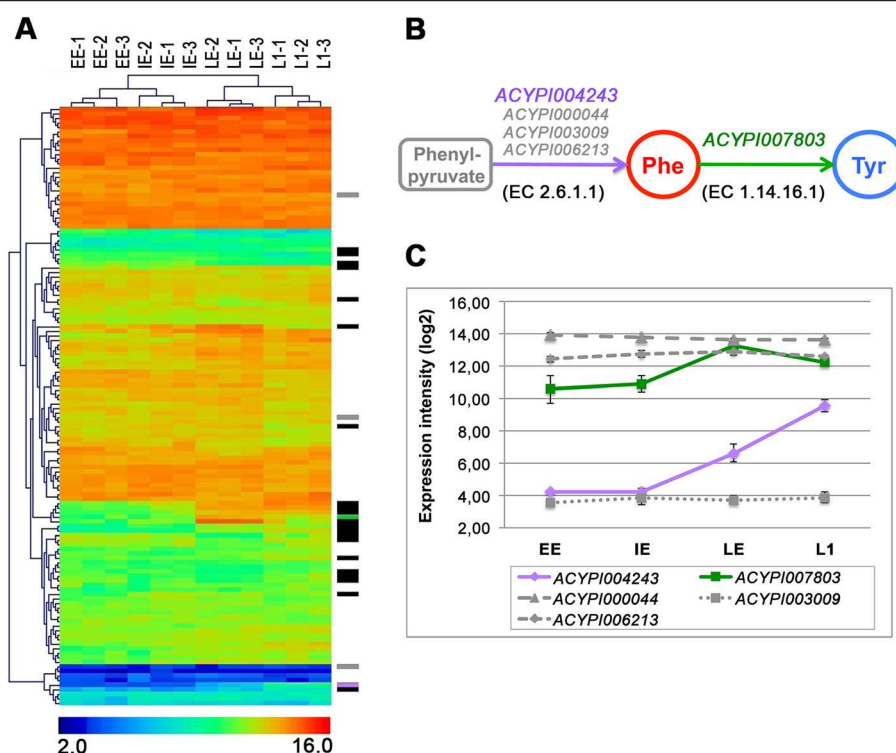 A
EE-1 EE-2 EE-3 IE-2 IE-1 IE-3 LE-2 LE-1 LE-3 L1-1 L1-2 L1-3
2.0 16.0
B
ACYPI004243
ACYPI000044
ACYPI003009
ACYPI006213
Phenyl-
pyruvate
(EC 2.6.1.1)
Phe
ACYPI007803
(EC 1.14.16.1)
Tyr
C
Expression intensity (log2)
16,00
14,00
12,00
10,00
8,00
6,00
4,00
2,00
EE IE LE L1
ACYPI004243 ACYPI007803
ACYPI000044 ACYPI003009
ACYPI006213